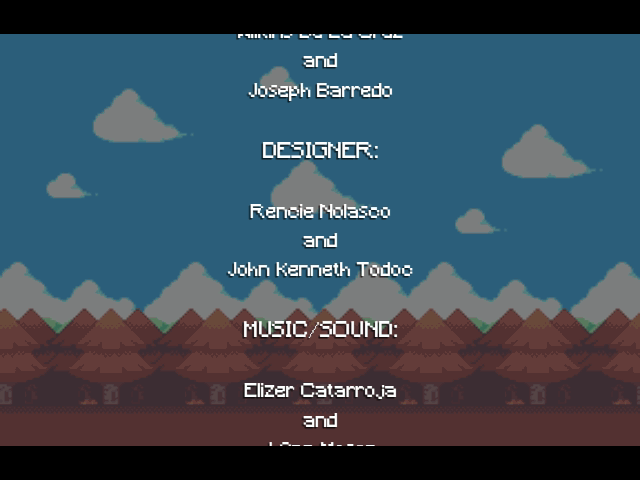 and
Joseph Barredo
DESIGNER:
Rencie Nolasco
and
John Kenneth Todoc
MUSIC/SOUND:
Elizer Catarroja
and